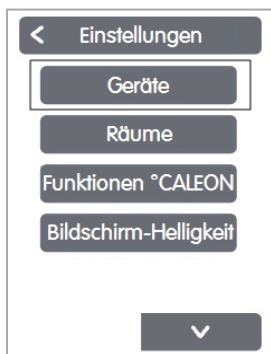 Einstellungen
Geräte
Räume
Funktionen °CALEON
Bildschirm-Helligkeit